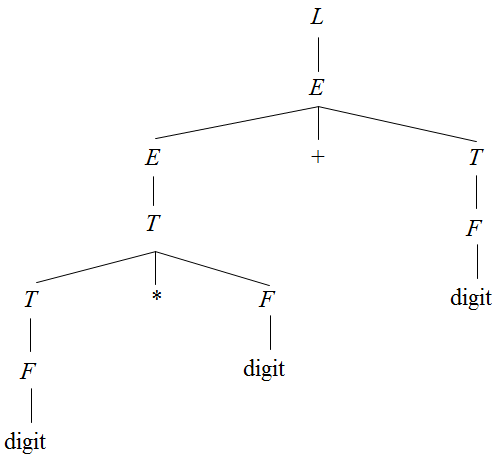 L
E
E + T
T F
T * F digit
F digit
digit